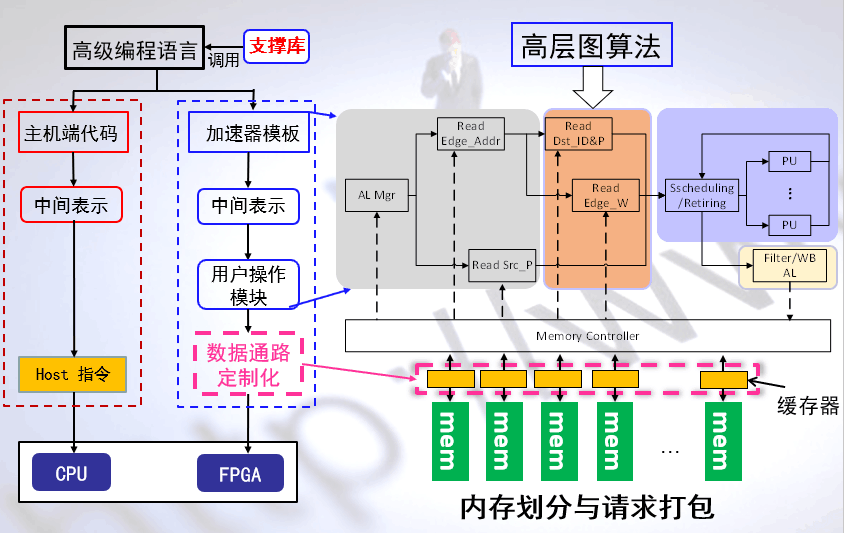 高级编程语言
支撑库
调用
高层图算法
主机端代码
加速器模板
中间表示
中间表示
用户操作
模块
数据通路
定制化
Host 指令
CPU
FPGA
AL Mgr
Read
Edge_Addr
Read Src_P
Read
Dst_ID&P
Read
Edge_W
Sscheduling
/Retiring
PU
⋮
PU
Filter/WB
AL
Memory Controller
缓存器
mem
mem
mem
mem
...
mem
内存划分与请求打包